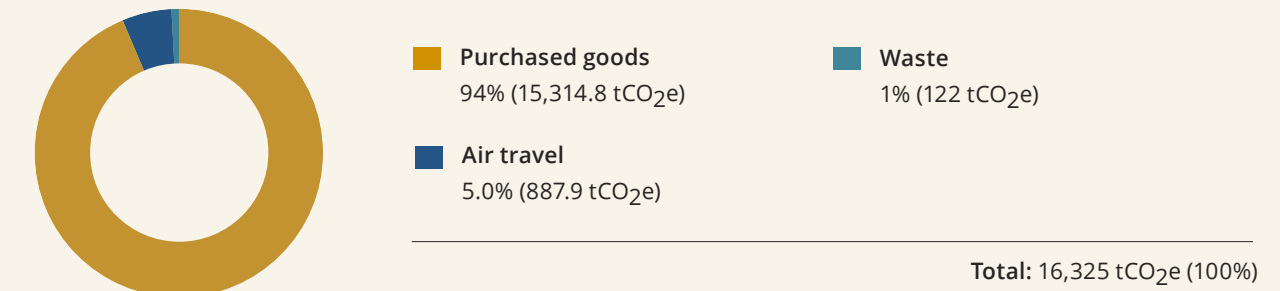 Purchased goods
94% (15,314.8 tCO2e)
Waste
1% (122 tCO2e)
Air travel
5.0% (887.9 tCO2e)
Total: 16,325 tCO2e (100%)